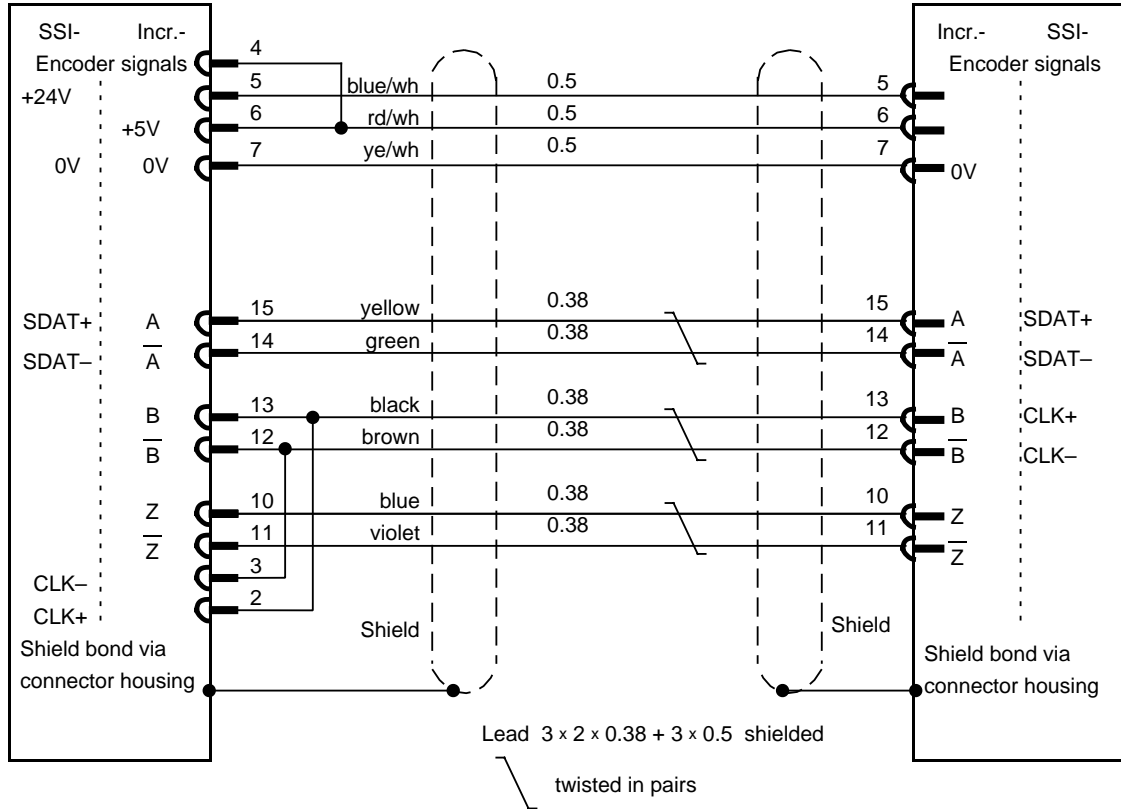 SSI- Incr.- Incr.- SSI-
Encoder signals 4 Encoder signals
+24V 5 blue/wh 0.5 5
+5V 6 rd/wh 0.5 6
0V 0V 7 ye/wh 0.5 7 0V
SDAT+ A 15 yellow 0.38 15 A SDAT+
SDAT– A̅ 14 green 0.38 14 A̅ SDAT–
B 13 black 0.38 13 B CLK+
B̅ 12 brown 0.38 12 B̅ CLK–
Z 10 blue 0.38 10 Z
Z̅ 11 violet 0.38 11 Z̅
CLK– 3
CLK+ 2
Shield Shield
Shield bond via Shield bond via
connector housing connector housing
Lead 3 x 2 x 0.38 + 3 x 0.5 shielded
twisted in pairs